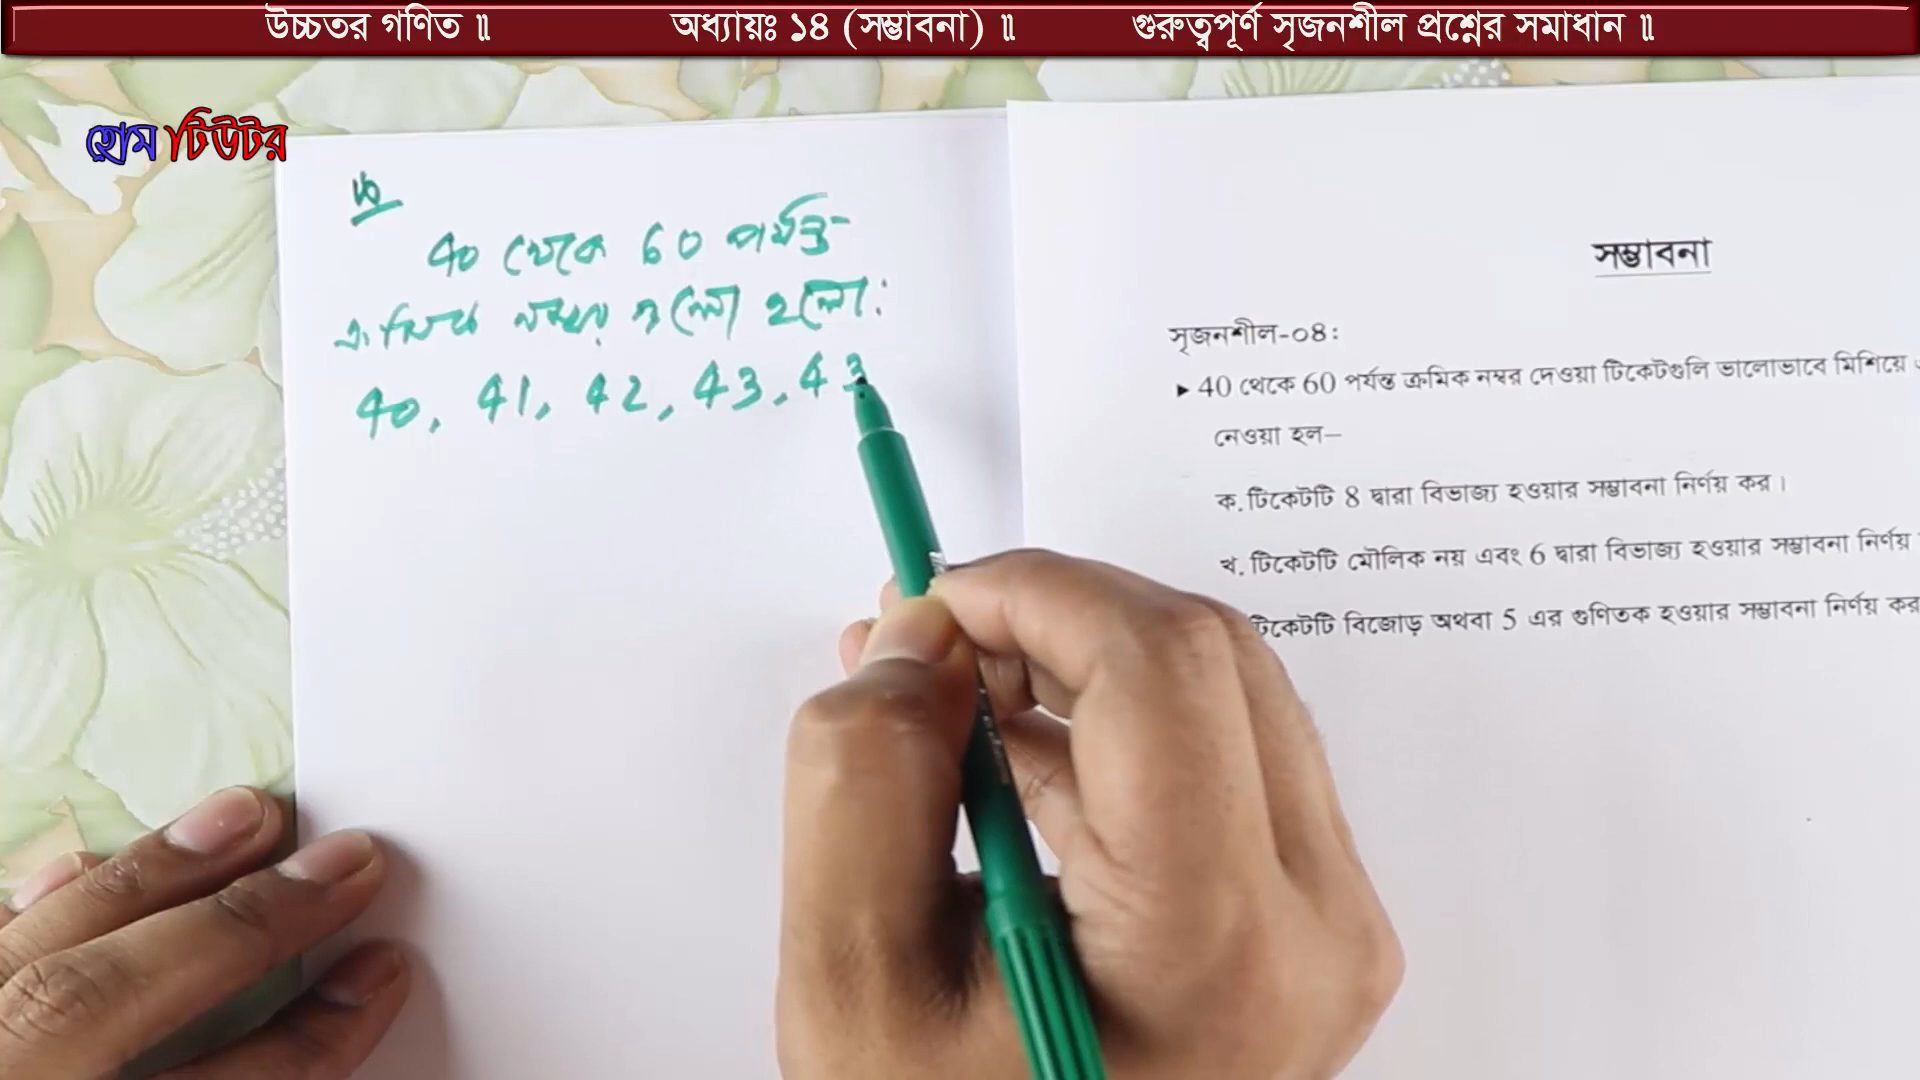 উচ্চতর গণিত ॥ অধ্যায়ঃ ১৪ (সম্ভাবনা) ॥ গুরুত্বপূর্ণ সৃজনশীল প্রশ্নের সমাধান ॥
হোম টিউটর
ক
40 থেকে 60 পর্যন্ত
ক্রমিক নম্বর গুলো হলো:
40, 41, 42, 43, 43
সম্ভাবনা
সৃজনশীল-০৪:
▸ 40 থেকে 60 পর্যন্ত ক্রমিক নম্বর দেওয়া টিকেটগুলি ভালোভাবে মিশিয়ে
নেওয়া হল–
ক. টিকেটটি 8 দ্বারা বিভাজ্য হওয়ার সম্ভাবনা নির্ণয় কর।
খ. টিকেটটি মৌলিক নয় এবং 6 দ্বারা বিভাজ্য হওয়ার সম্ভাবনা নির্ণয়
টিকেটটি বিজোড় অথবা 5 এর গুণিতক হওয়ার সম্ভাবনা নির্ণয় কর